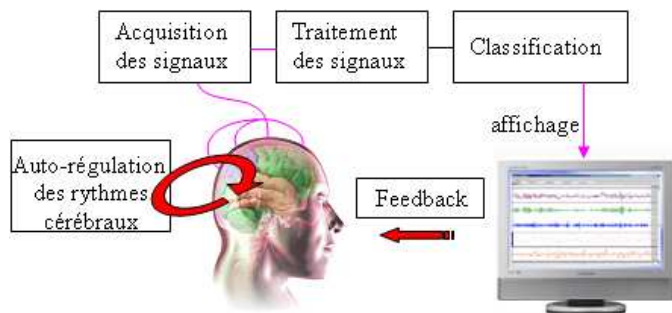 Acquisition
des signaux
Traitement
des signaux
Classification
affichage
Auto-régulation
des rythmes
cérébraux
Feedback